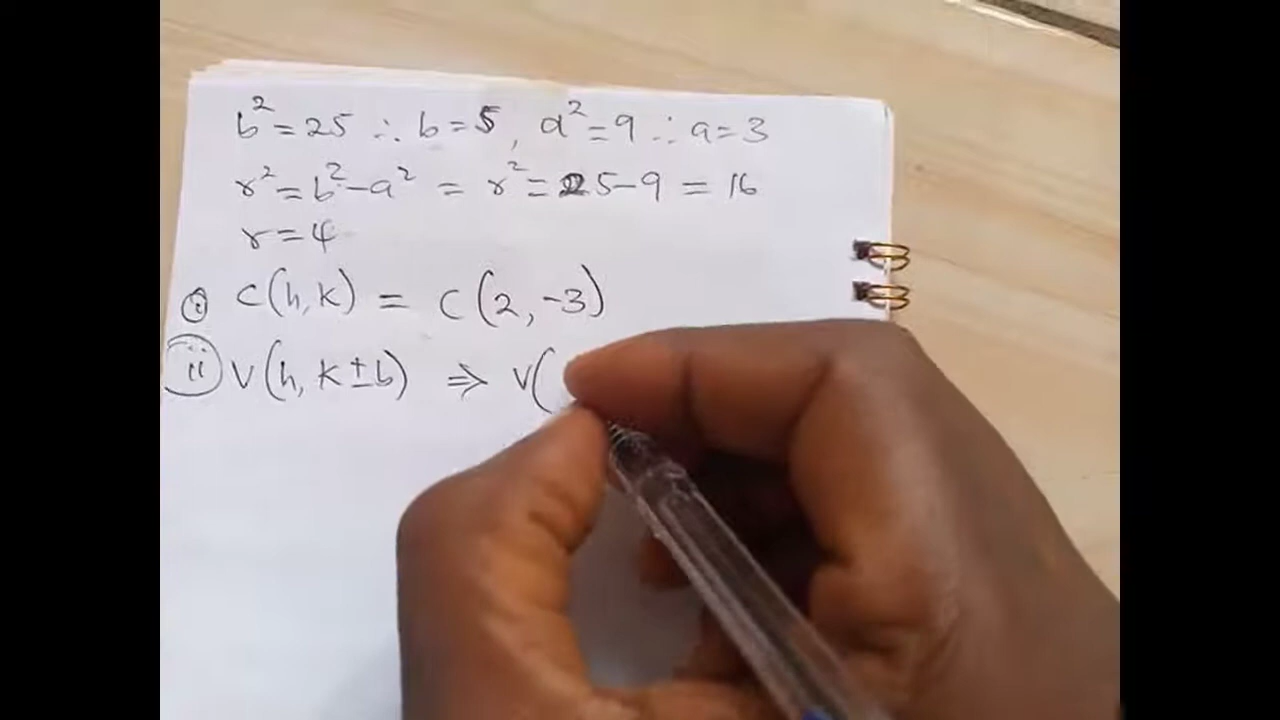 b² = 25 ∴ b = 5, a² = 9 ∴ a = 3
r² = b² - a² = r² = 25 - 9 = 16
r = 4
(i) C(h, k) = C(2, -3)
(ii) V(h, k ± b) ⇒ V(